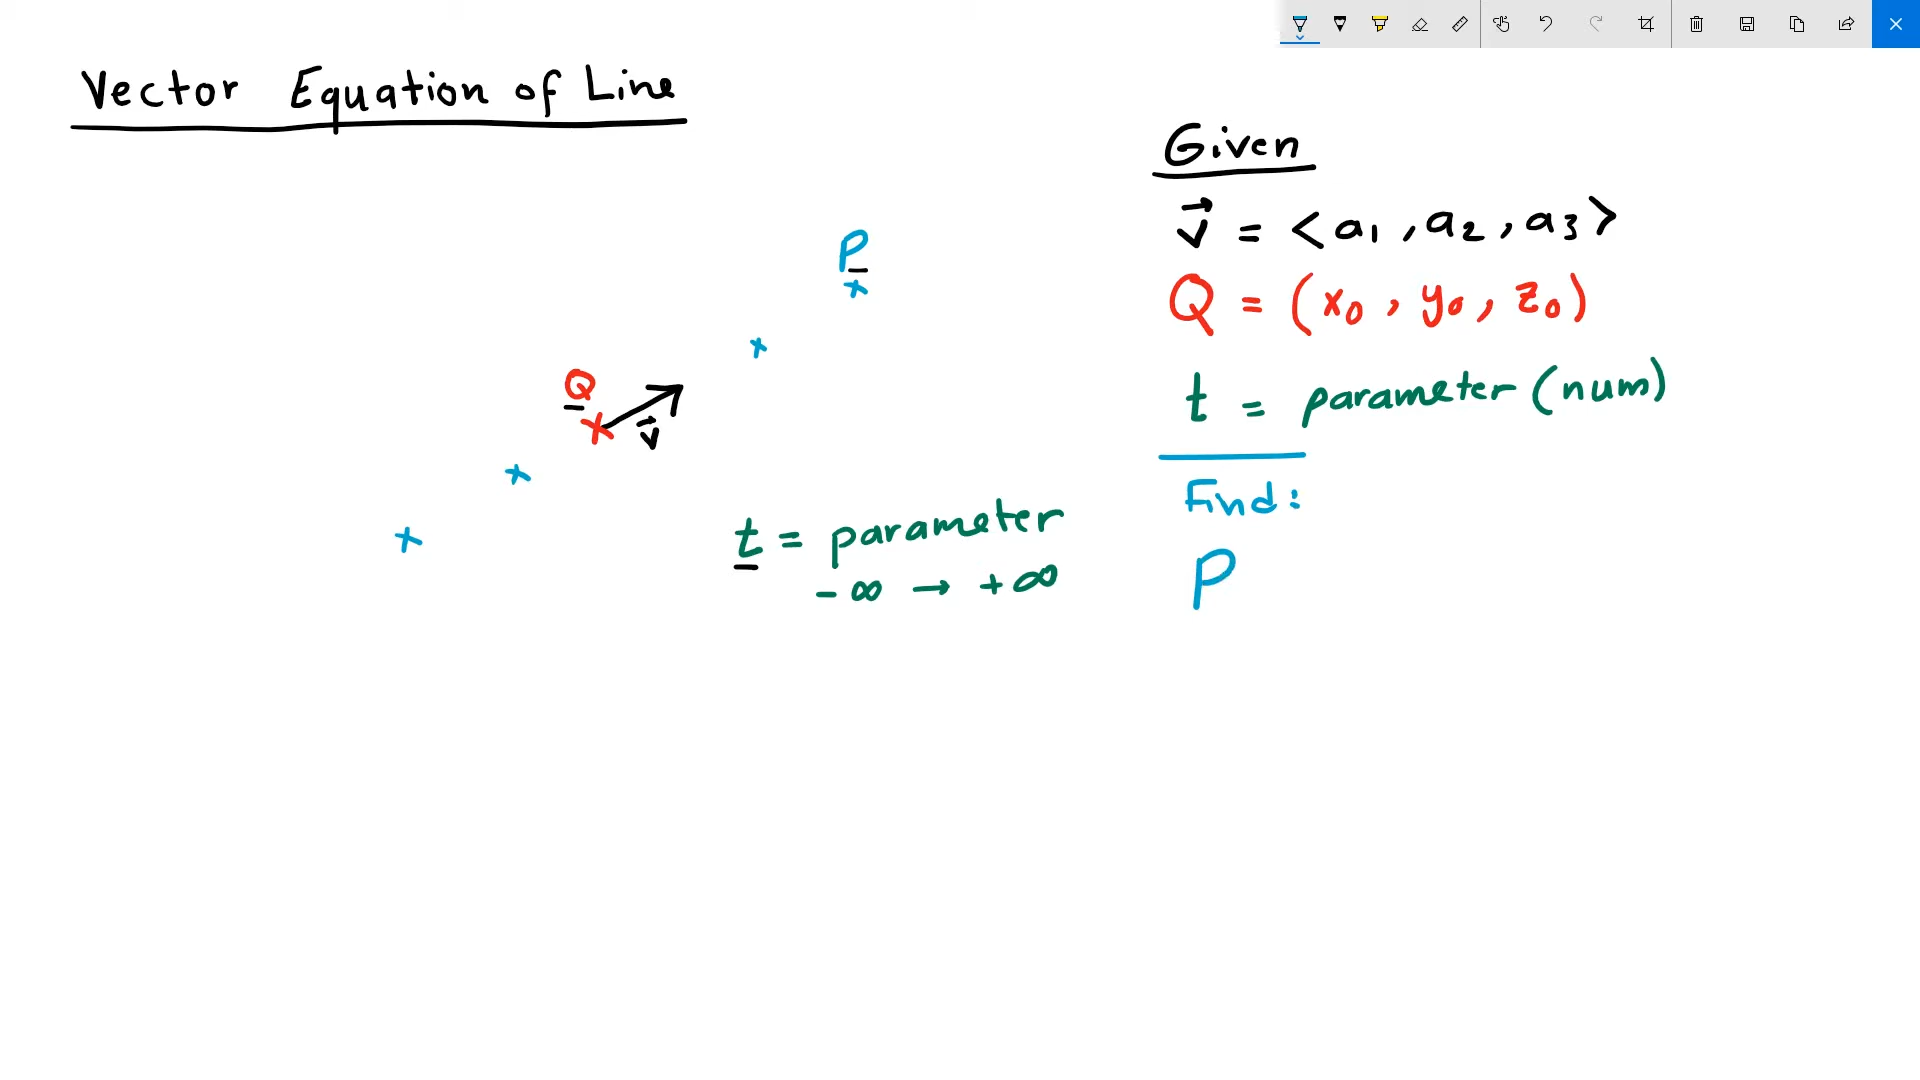 Vector Equation of Line
P
Q
v⃗
t = parameter
-∞ → +∞
Given
v⃗ = <a₁, a₂, a₃>
Q = (x₀, y₀, z₀)
t = parameter (num)
Find:
P